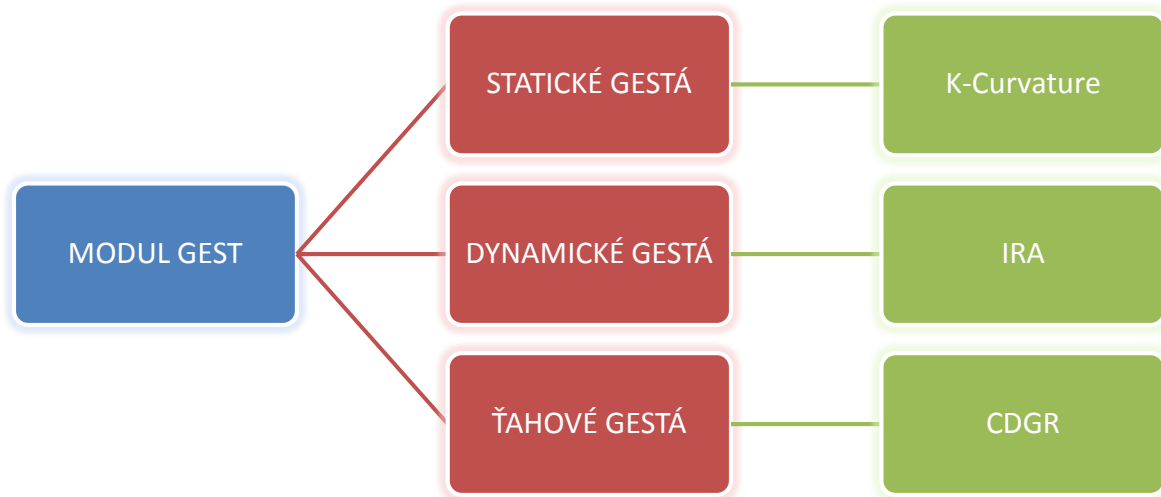 STATICKÉ GESTÁ
K-Curvature
MODUL GEST
DYNAMICKÉ GESTÁ
IRA
ŤAHOVÉ GESTÁ
CDGR